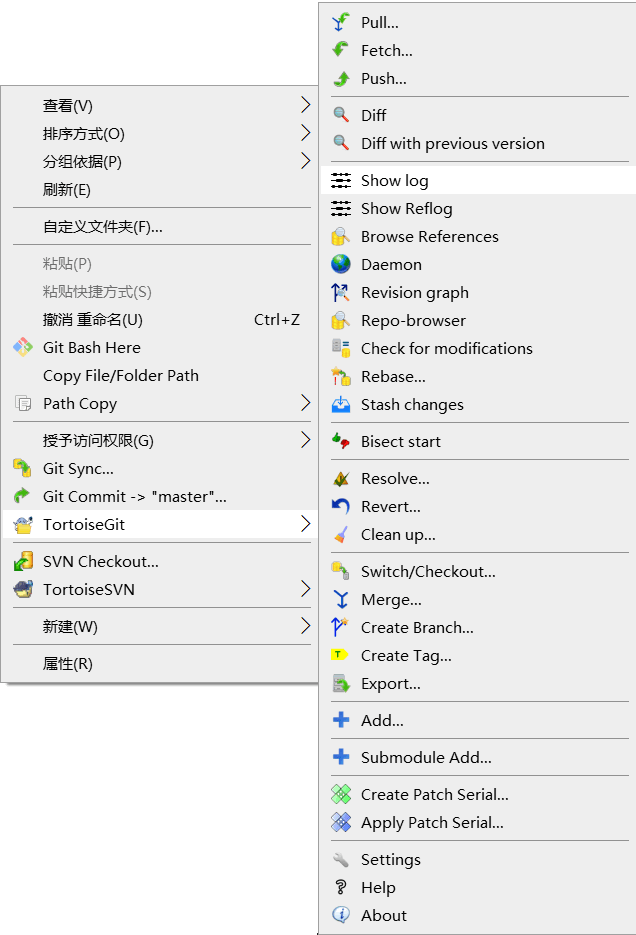 查看(V)
排序方式(O)
分组依据(P)
刷新(E)
自定义文件夹(F)...
粘贴(P)
粘贴快捷方式(S)
撤消 重命名(U) Ctrl+Z
Git Bash Here
Copy File/Folder Path
Path Copy
授予访问权限(G)
Git Sync...
Git Commit -> "master"...
TortoiseGit
SVN Checkout...
TortoiseSVN
新建(W)
属性(R)
Pull...
Fetch...
Push...
Diff
Diff with previous version
Show log
Show Reflog
Browse References
Daemon
Revision graph
Repo-browser
Check for modifications
Rebase...
Stash changes
Bisect start
Resolve...
Revert...
Clean up...
Switch/Checkout...
Merge...
Create Branch...
Create Tag...
Export...
Add...
Submodule Add...
Create Patch Serial...
Apply Patch Serial...
Settings
Help
About